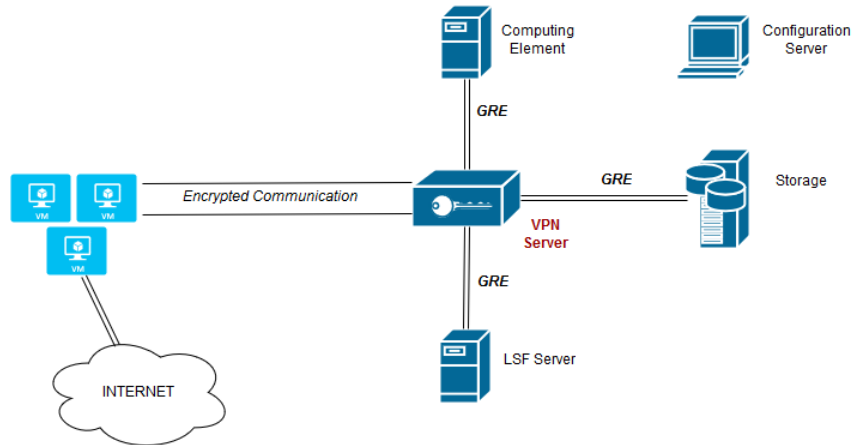 Computing
Element
Configuration
Server
GRE
VM
VM
VM
Encrypted Communication
GRE
Storage
VPN
Server
GRE
LSF Server
INTERNET